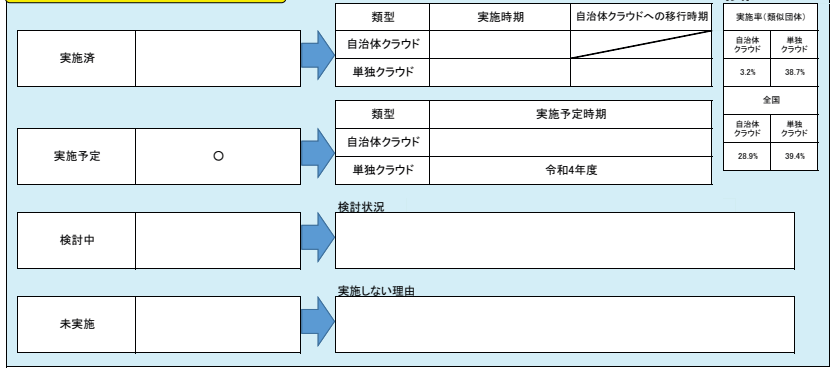 類型 実施時期 自治体クラウドへの移行時期
実施済
自治体クラウド
単独クラウド
実施率(類似団体)
自治体クラウド 単独クラウド
3.2% 38.7%
全国
自治体クラウド 単独クラウド
28.9% 39.4%
類型 実施予定時期
実施予定 ○
自治体クラウド
単独クラウド 令和4年度
検討状況
検討中
実施しない理由
未実施